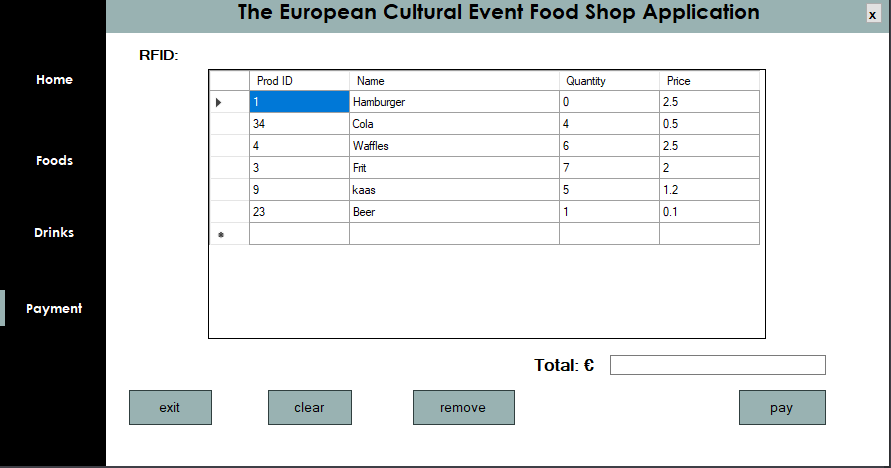 The European Cultural Event Food Shop Application x
RFID:
Home
Foods
Drinks
Payment
Prod ID Name Quantity Price
1 Hamburger 0 2.5
34 Cola 4 0.5
4 Waffles 6 2.5
3 Frit 7 2
9 kaas 5 1.2
23 Beer 1 0.1
Total: €
exit clear remove pay